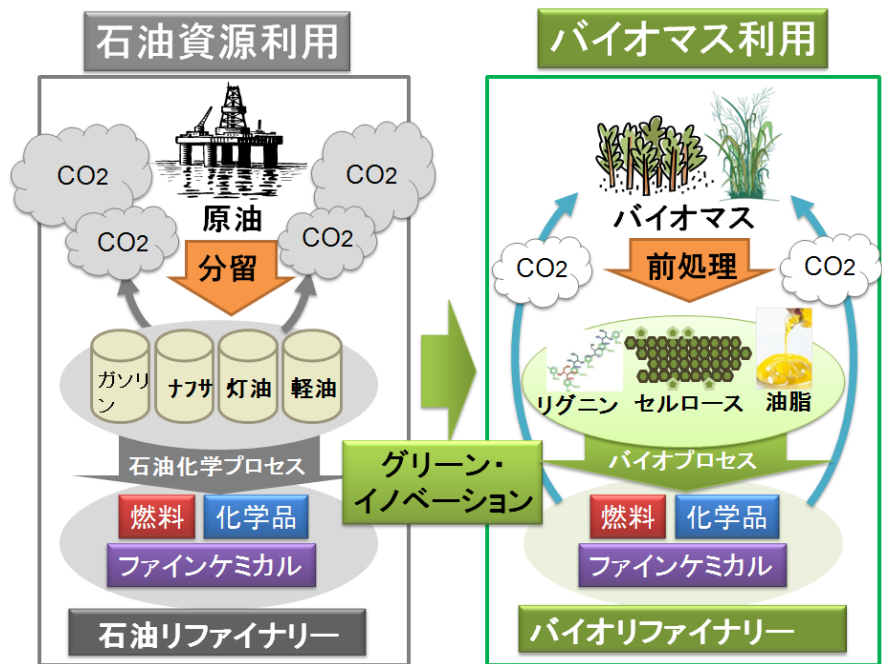 石油資源利用
CO2
CO2
CO2
CO2
原油
分留
ガソリ
ン
ナフサ
灯油
軽油
石油化学プロセス
燃料
化学品
ファインケミカル
石油リファイナリー
グリーン・
イノベーション
バイオマス利用
バイオマス
前処理
CO2
CO2
リグニン
セルロース
油脂
バイオプロセス
燃料
化学品
ファインケミカル
バイオリファイナリー